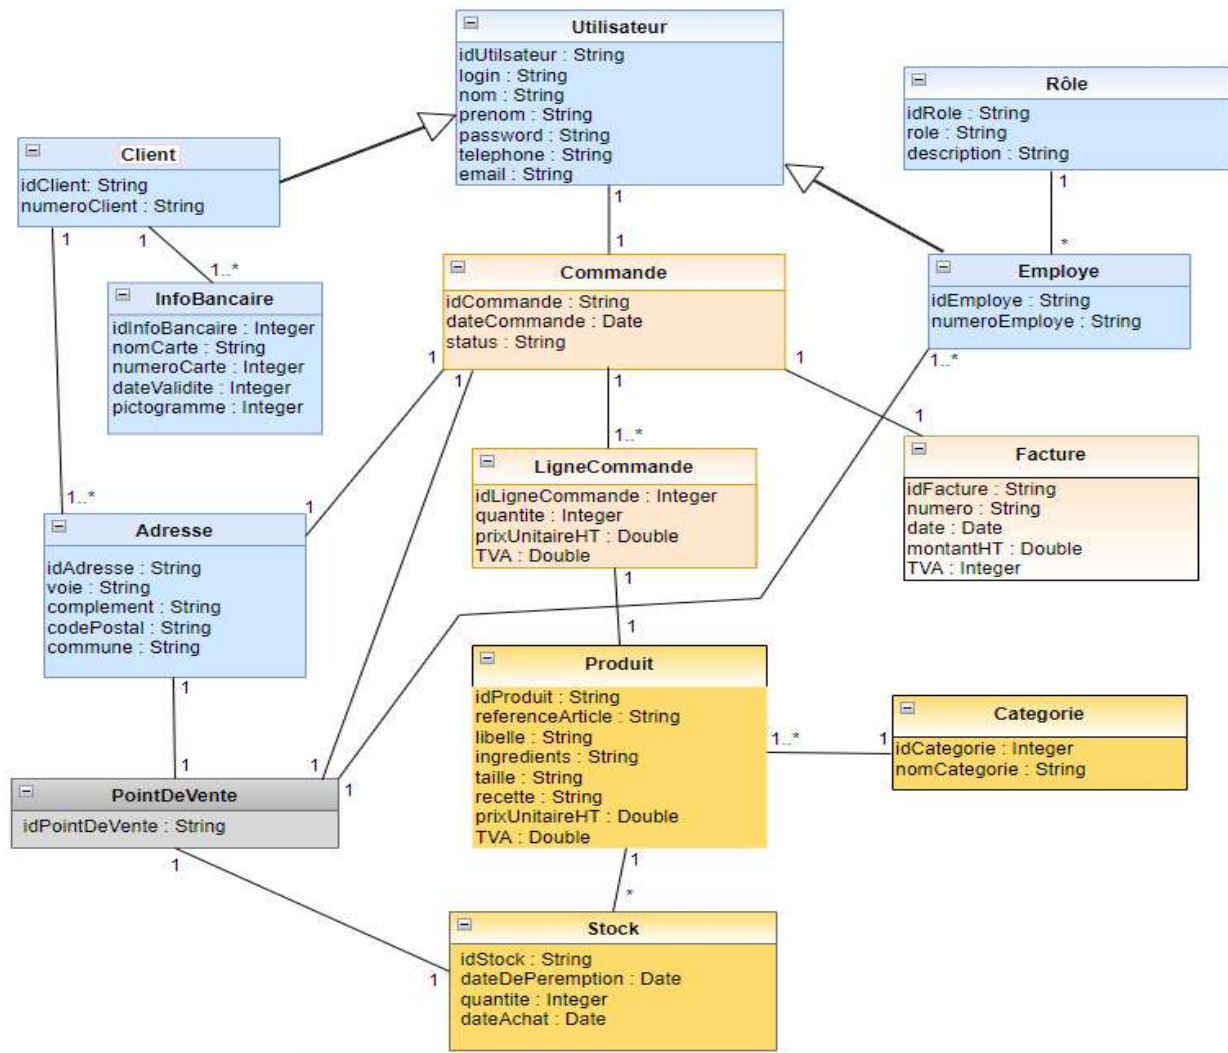 Utilisateur
idUtilsateur : String
login : String
nom : String
prenom : String
password : String
telephone : String
email : String
Rôle
idRole : String
role : String
description : String
Client
idClient: String
numeroClient : String
1
1
1
1
1
*
1..*
InfoBancaire
idInfoBancaire : Integer
nomCarte : String
numeroCarte : Integer
dateValidite : Integer
pictogramme : Integer
Commande
idCommande : String
dateCommande : Date
status : String
Employe
idEmploye : String
numeroEmploye : String
1
1
1
1
1..*
1
1..*
LigneCommande
idLigneCommande : Integer
quantite : Integer
prixUnitaireHT : Double
TVA : Double
Facture
idFacture : String
numero : String
date : Date
montantHT : Double
TVA : Integer
1..*
1
Adresse
idAdresse : String
voie : String
complement : String
codePostal : String
commune : String
1
1
1
Produit
idProduit : String
referenceArticle : String
libelle : String
ingredients : String
taille : String
recette : String
prixUnitaireHT : Double
TVA : Double
1..*
1
Categorie
idCategorie : Integer
nomCategorie : String
1
1
1
PointDeVente
idPointDeVente : String
1
1
*
1
Stock
idStock : String
dateDePeremption : Date
quantite : Integer
dateAchat : Date